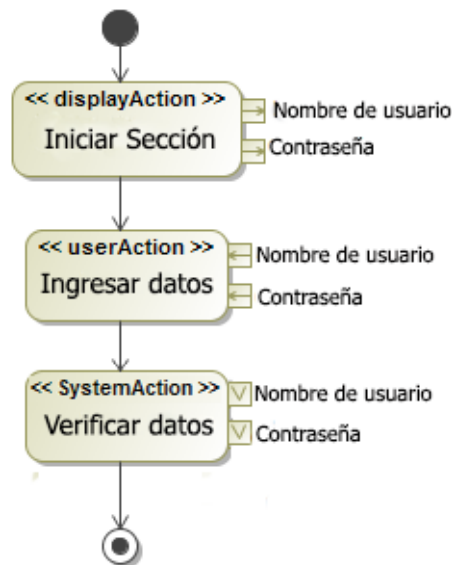 << displayAction >>
Iniciar Sección
Nombre de usuario
Contraseña
<< userAction >>
Ingresar datos
Nombre de usuario
Contraseña
<< SystemAction >>
Verificar datos
Nombre de usuario
Contraseña